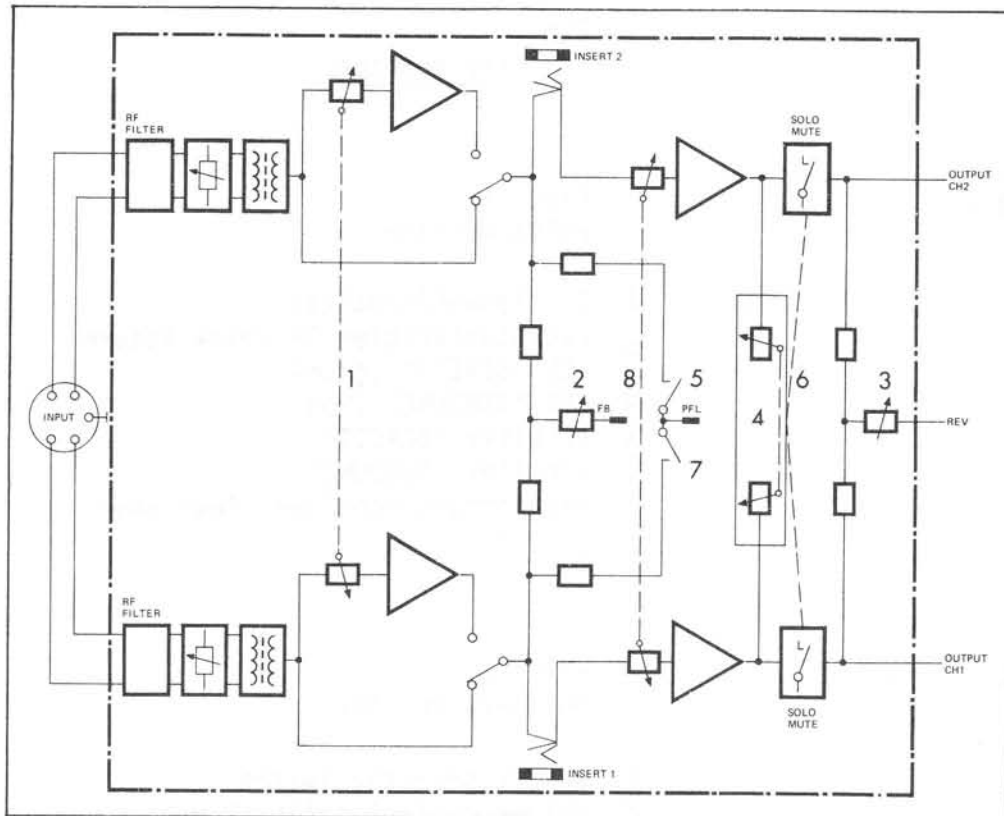 INSERT 2
RF
FILTER
SOLO
MUTE
L
OUTPUT
CH2
INPUT
1
2
FB
8
5
PFL
7
4
6
3
REV
RF
FILTER
L
OUTPUT
CH1
SOLO
MUTE
INSERT 1